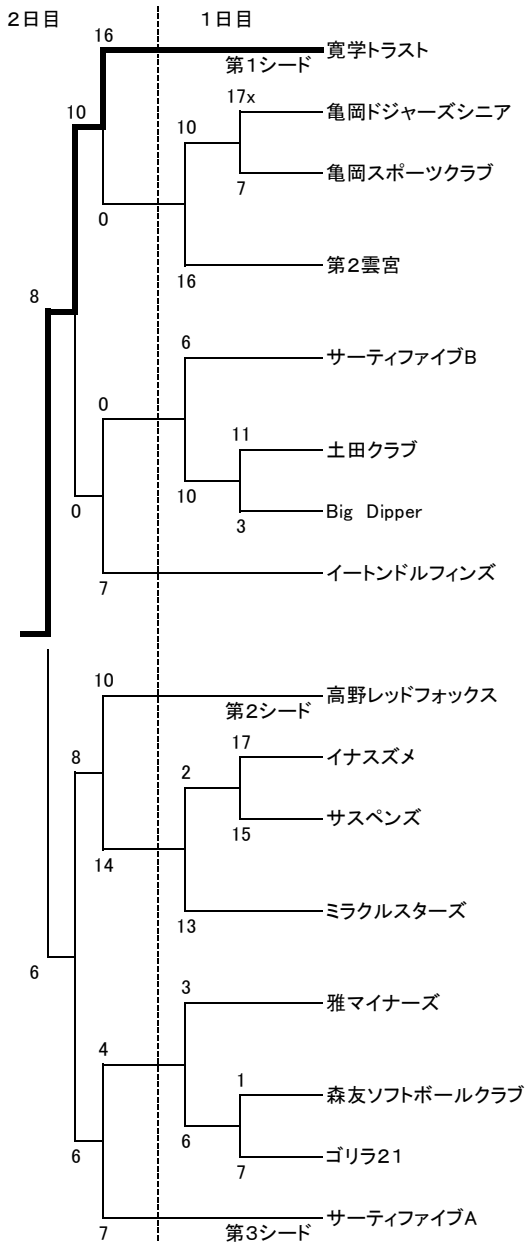 2日目 1日目
16
寛学トラスト
第1シード
17x
亀岡ドジャーズシニア
10 10
亀岡スポーツクラブ
7
0
第2雲宮
16
8
6
サーティファイブB
0
11
土田クラブ
10
0
Big Dipper
3
イートンドルフィンズ
7
10
高野レッドフォックス
第2シード
17
イナスズメ
8 2
サスペンズ
15
14
ミラクルスターズ
13
6
3
雅マイナーズ
4
1
森友ソフトボールクラブ
6 6
ゴリラ21
7
サーティファイブA
7
第3シード